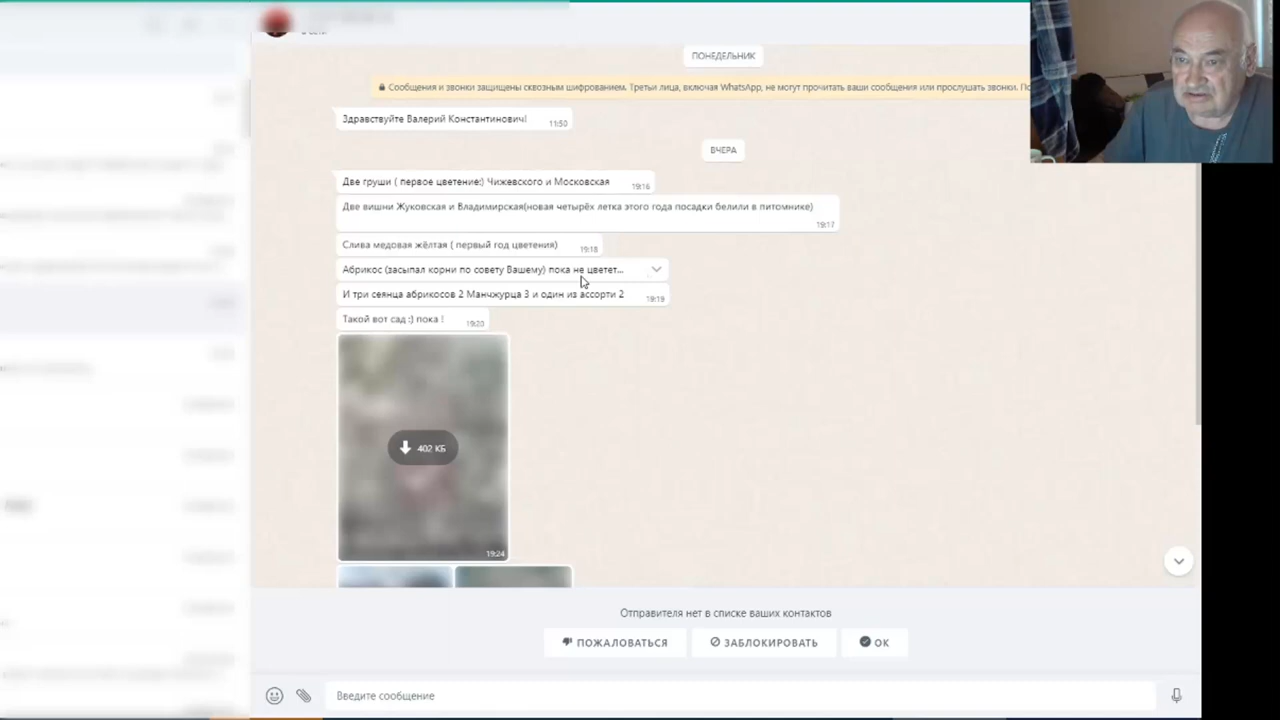 ПОНЕДЕЛЬНИК
Сообщения и звонки защищены сквозным шифрованием. Третьи лица, включая WhatsApp, не могут прочитать ваши сообщения или прослушать звонки.
Здравствуйте Валерий Константинович!
11:50
ВЧЕРА
Две груши ( первое цветение:) Чижевского и Московская
19:16
Две вишни Жуковская и Владимирская(новая четырёх летка этого года посадки белили в питомнике)
19:17
Слива медовая жёлтая ( первый год цветения)
19:18
Абрикос (засыпал корни по совету Вашему) пока не цветет...
И три сеянца абрикосов 2 Манчжурца 3 и один из ассорти 2
19:19
Такой вот сад :) пока !
19:20
402 КБ
19:24
Отправителя нет в списке ваших контактов
ПОЖАЛОВАТЬСЯ
ЗАБЛОКИРОВАТЬ
ОК
Введите сообщение